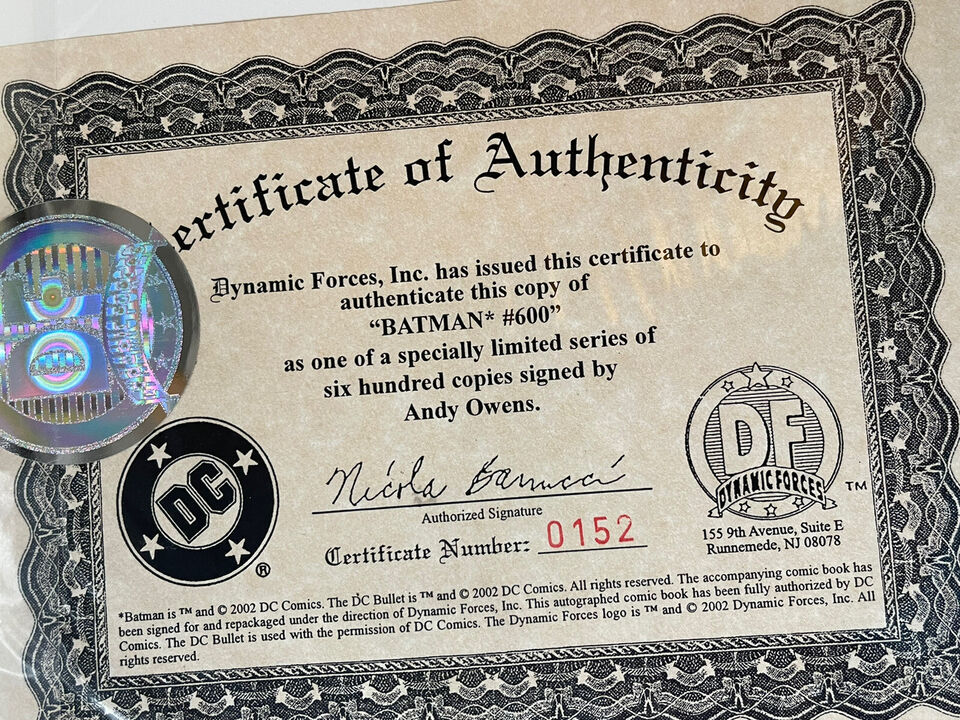 ertificate of Authenticity
Dynamic Forces, Inc. has issued this certificate to
authenticate this copy of
“BATMAN* #600”
as one of a specially limited series of
six hundred copies signed by
Andy Owens.
Nicola Barrucci
Authorized Signature
Certificate Number: 0152
DC
®
DF
DYNAMIC FORCES
TM
155 9th Avenue, Suite E
Runnemede, NJ 08078
*Batman is ™ and © 2002 DC Comics. The DC Bullet is ™ and © 2002 DC Comics. All rights reserved. The accompanying comic book has
been signed for and repackaged under the direction of Dynamic Forces, Inc. This autographed comic book has been fully authorized by DC
Comics. The DC Bullet is used with the permission of DC Comics. The Dynamic Forces logo is ™ and © 2002 Dynamic Forces, Inc. All
rights reserved.